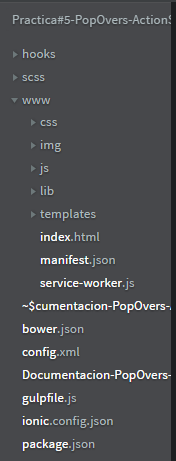 Practica#5-PopOvers-ActionS
hooks
scss
www
css
img
js
lib
templates
index.html
manifest.json
service-worker.js
~$cumentacion-PopOvers-
bower.json
config.xml
Documentacion-PopOvers-
gulpfile.js
ionic.config.json
package.json